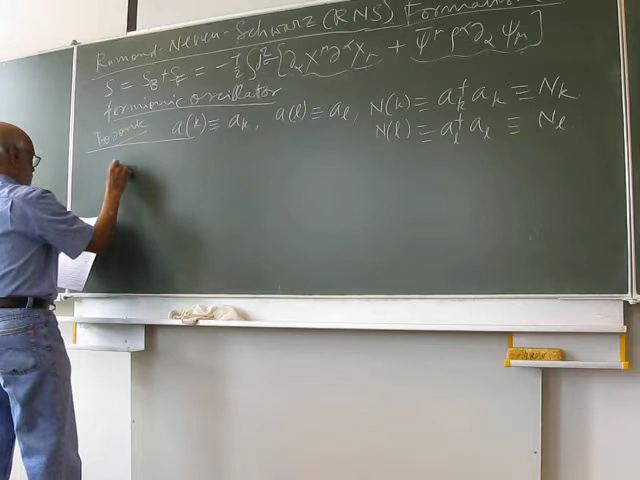 Ramond-Neveu-Schwarz (RNS) Formalism
S = S_B + S_F = -T/2 ∫d²z [∂_α X^μ ∂^α X_μ + ψ̄^μ ρ^α ∂_α ψ_μ]
fermionic oscillator
Bosonic a(k) ≡ a_k, a(l) ≡ a_l, N(k) ≡ a_k^† a_k ≡ N_k
N(l) ≡ a_l^† a_l ≡ N_l